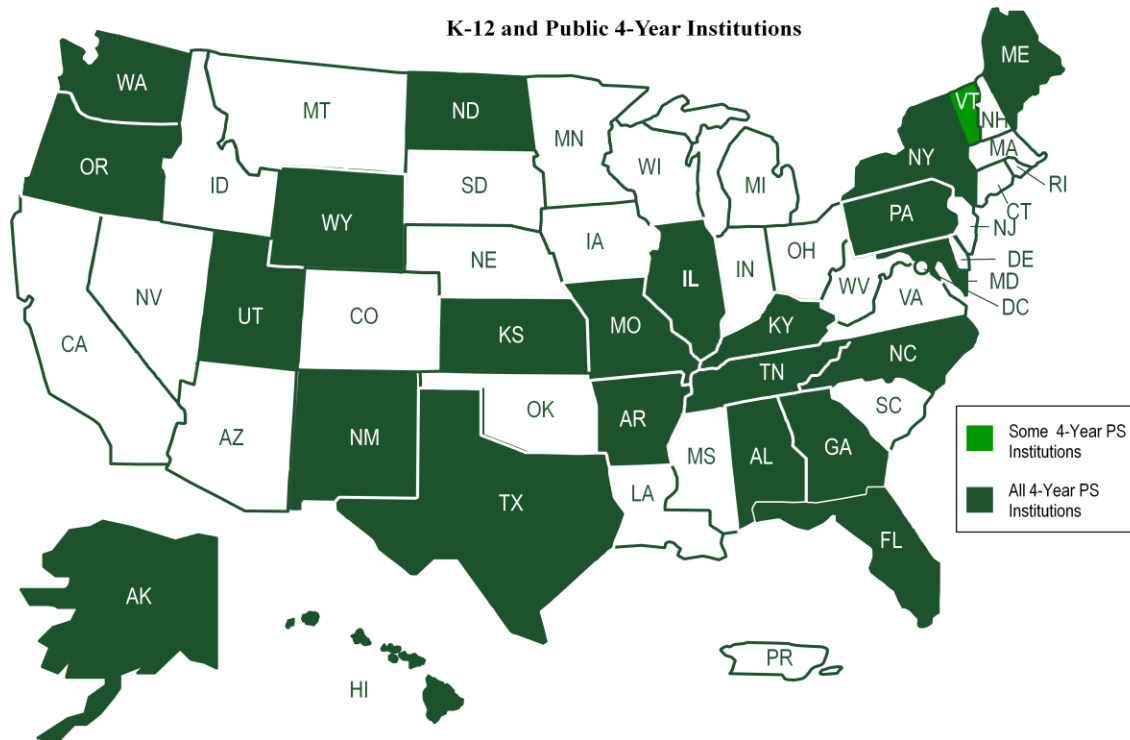 K-12 and Public 4-Year Institutions
WA
MT
ND
MN
ME
VT
NH
OR
ID
SD
WI
MI
NY
MA
RI
WY
CT
IA
PA
NJ
NE
OH
IN
IL
DE
MD
NV
UT
CO
WV
VA
DC
CA
KS
MO
KY
NC
TN
AZ
NM
OK
AR
SC
MS
AL
GA
LA
TX
FL
Some 4-Year PS
Institutions
All 4-Year PS
Institutions
AK
HI
PR